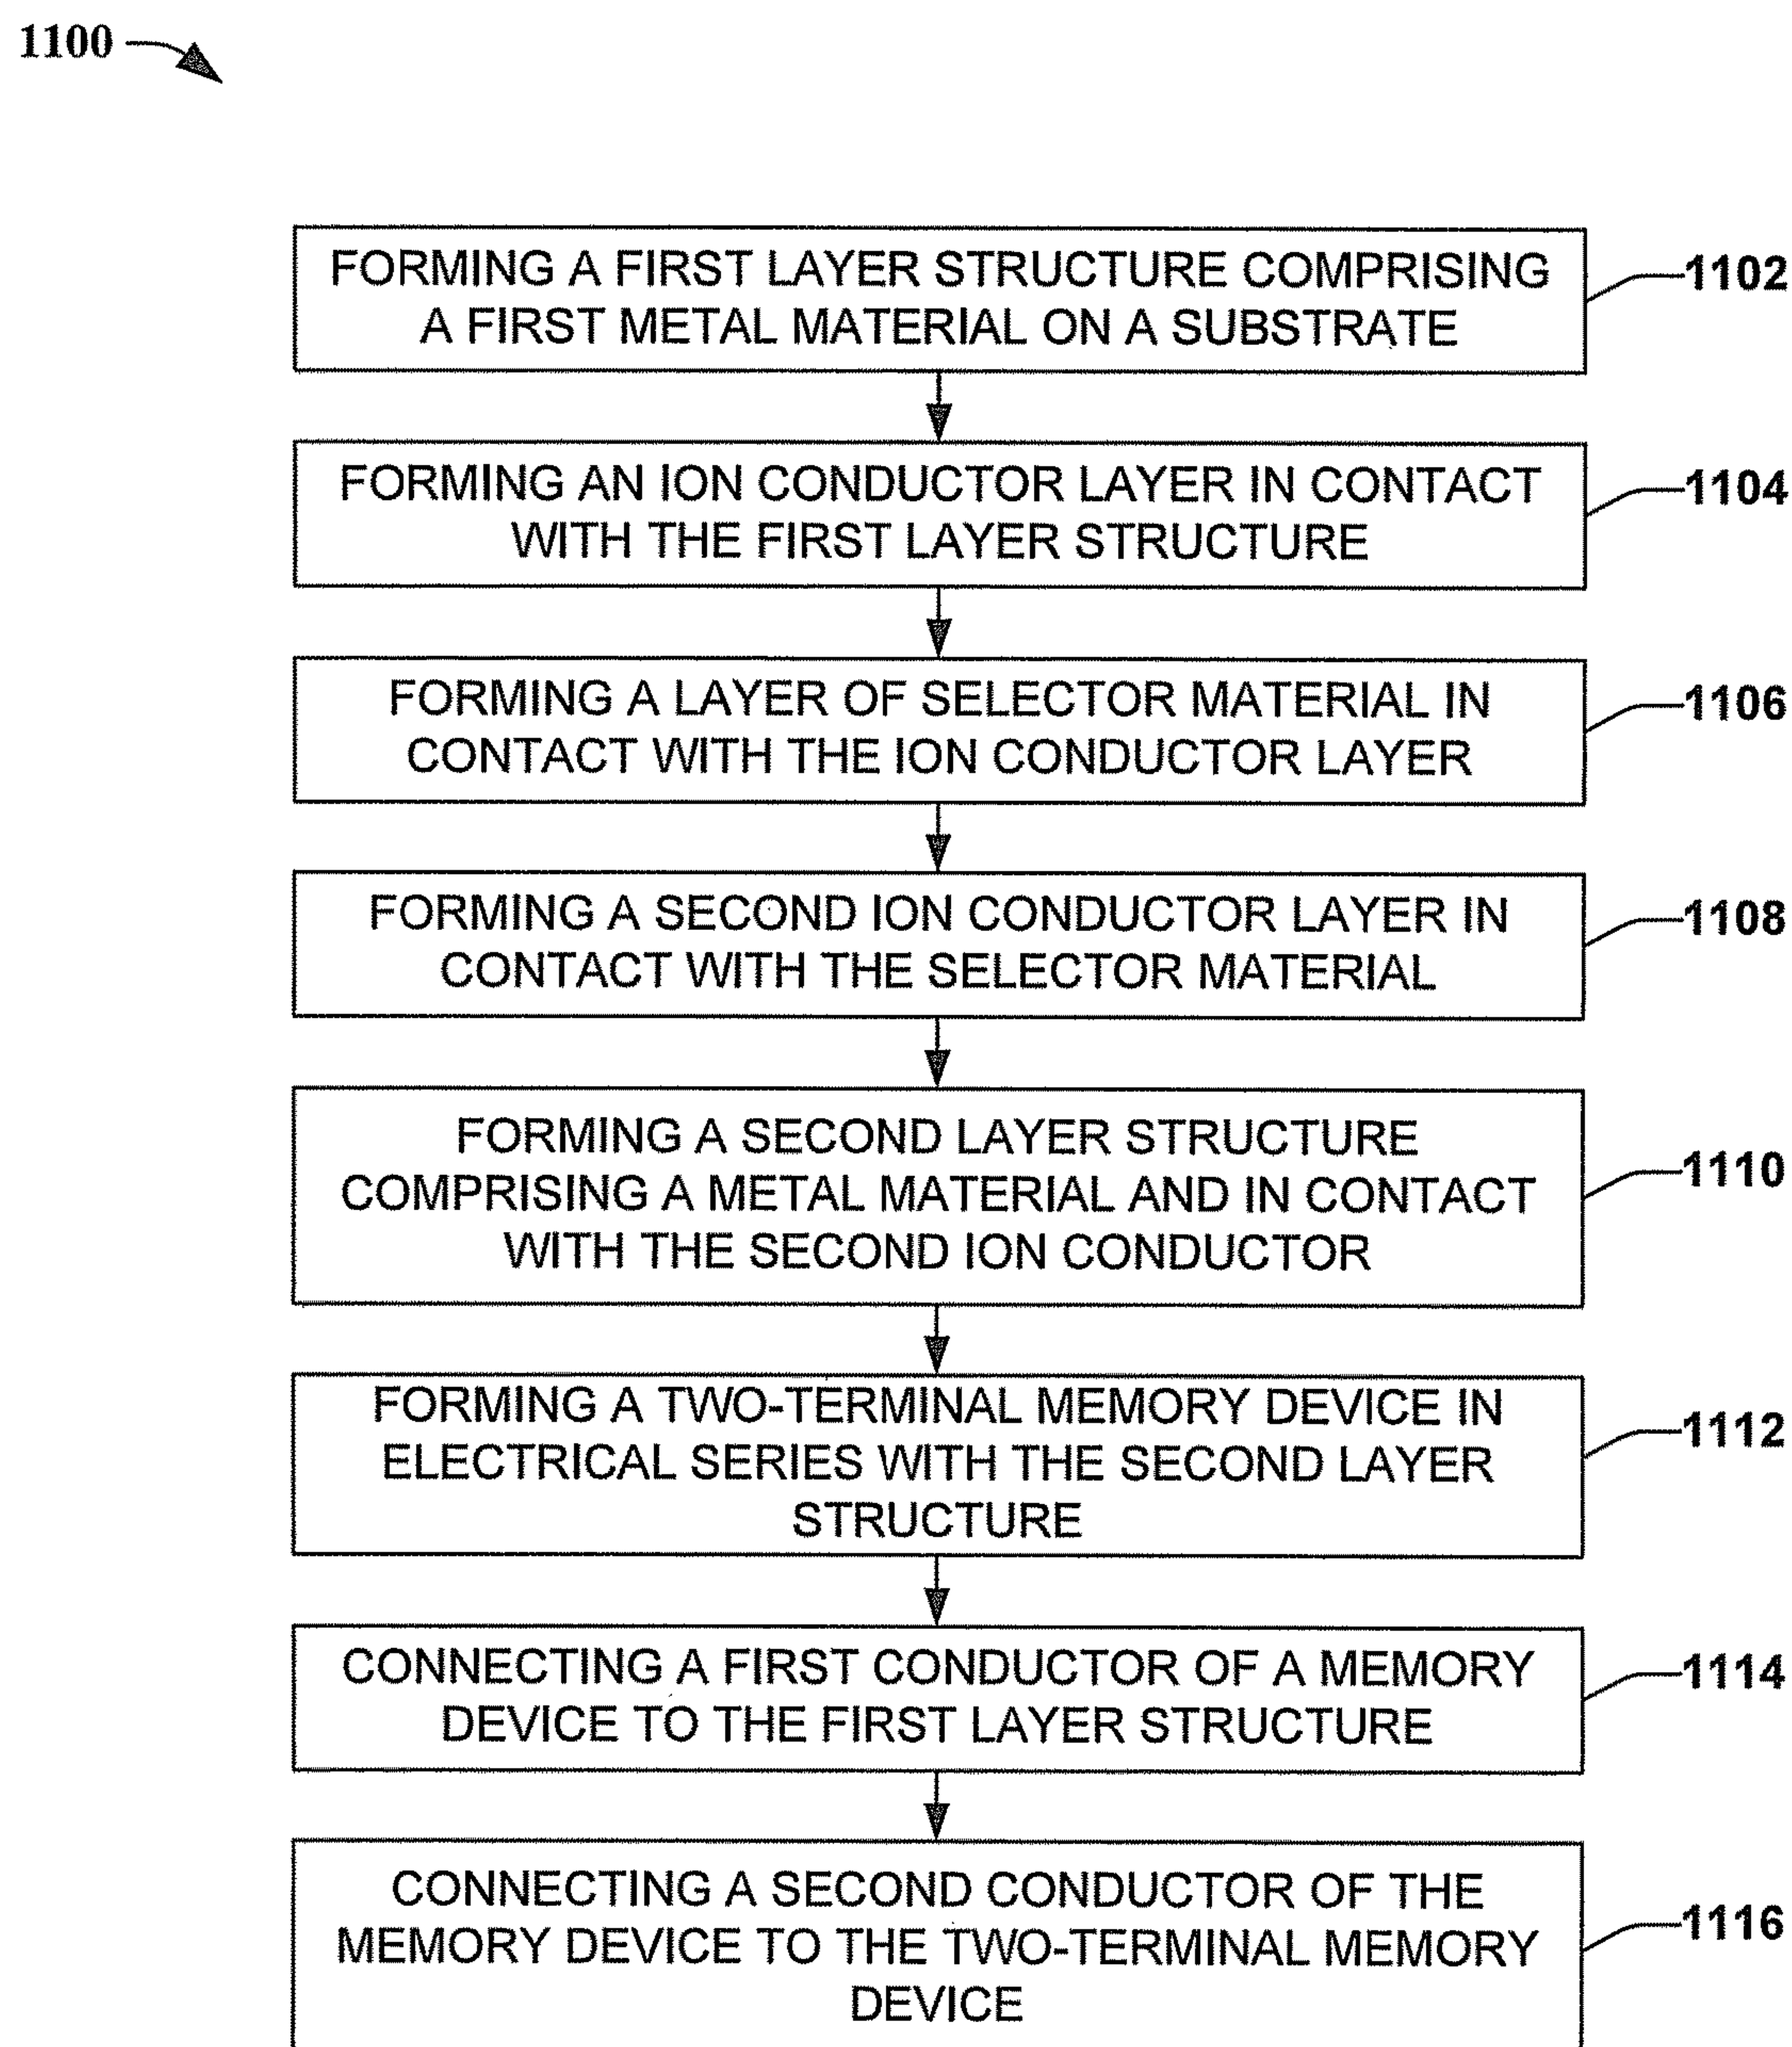 1100
FORMING A FIRST LAYER STRUCTURE COMPRISING
A FIRST METAL MATERIAL ON A SUBSTRATE
1102
FORMING AN ION CONDUCTOR LAYER IN CONTACT
WITH THE FIRST LAYER STRUCTURE
1104
FORMING A LAYER OF SELECTOR MATERIAL IN
CONTACT WITH THE ION CONDUCTOR LAYER
1106
FORMING A SECOND ION CONDUCTOR LAYER IN
CONTACT WITH THE SELECTOR MATERIAL
1108
FORMING A SECOND LAYER STRUCTURE
COMPRISING A METAL MATERIAL AND IN CONTACT
WITH THE SECOND ION CONDUCTOR
1110
FORMING A TWO-TERMINAL MEMORY DEVICE IN
ELECTRICAL SERIES WITH THE SECOND LAYER
STRUCTURE
1112
CONNECTING A FIRST CONDUCTOR OF A MEMORY
DEVICE TO THE FIRST LAYER STRUCTURE
1114
CONNECTING A SECOND CONDUCTOR OF THE
MEMORY DEVICE TO THE TWO-TERMINAL MEMORY
DEVICE
1116